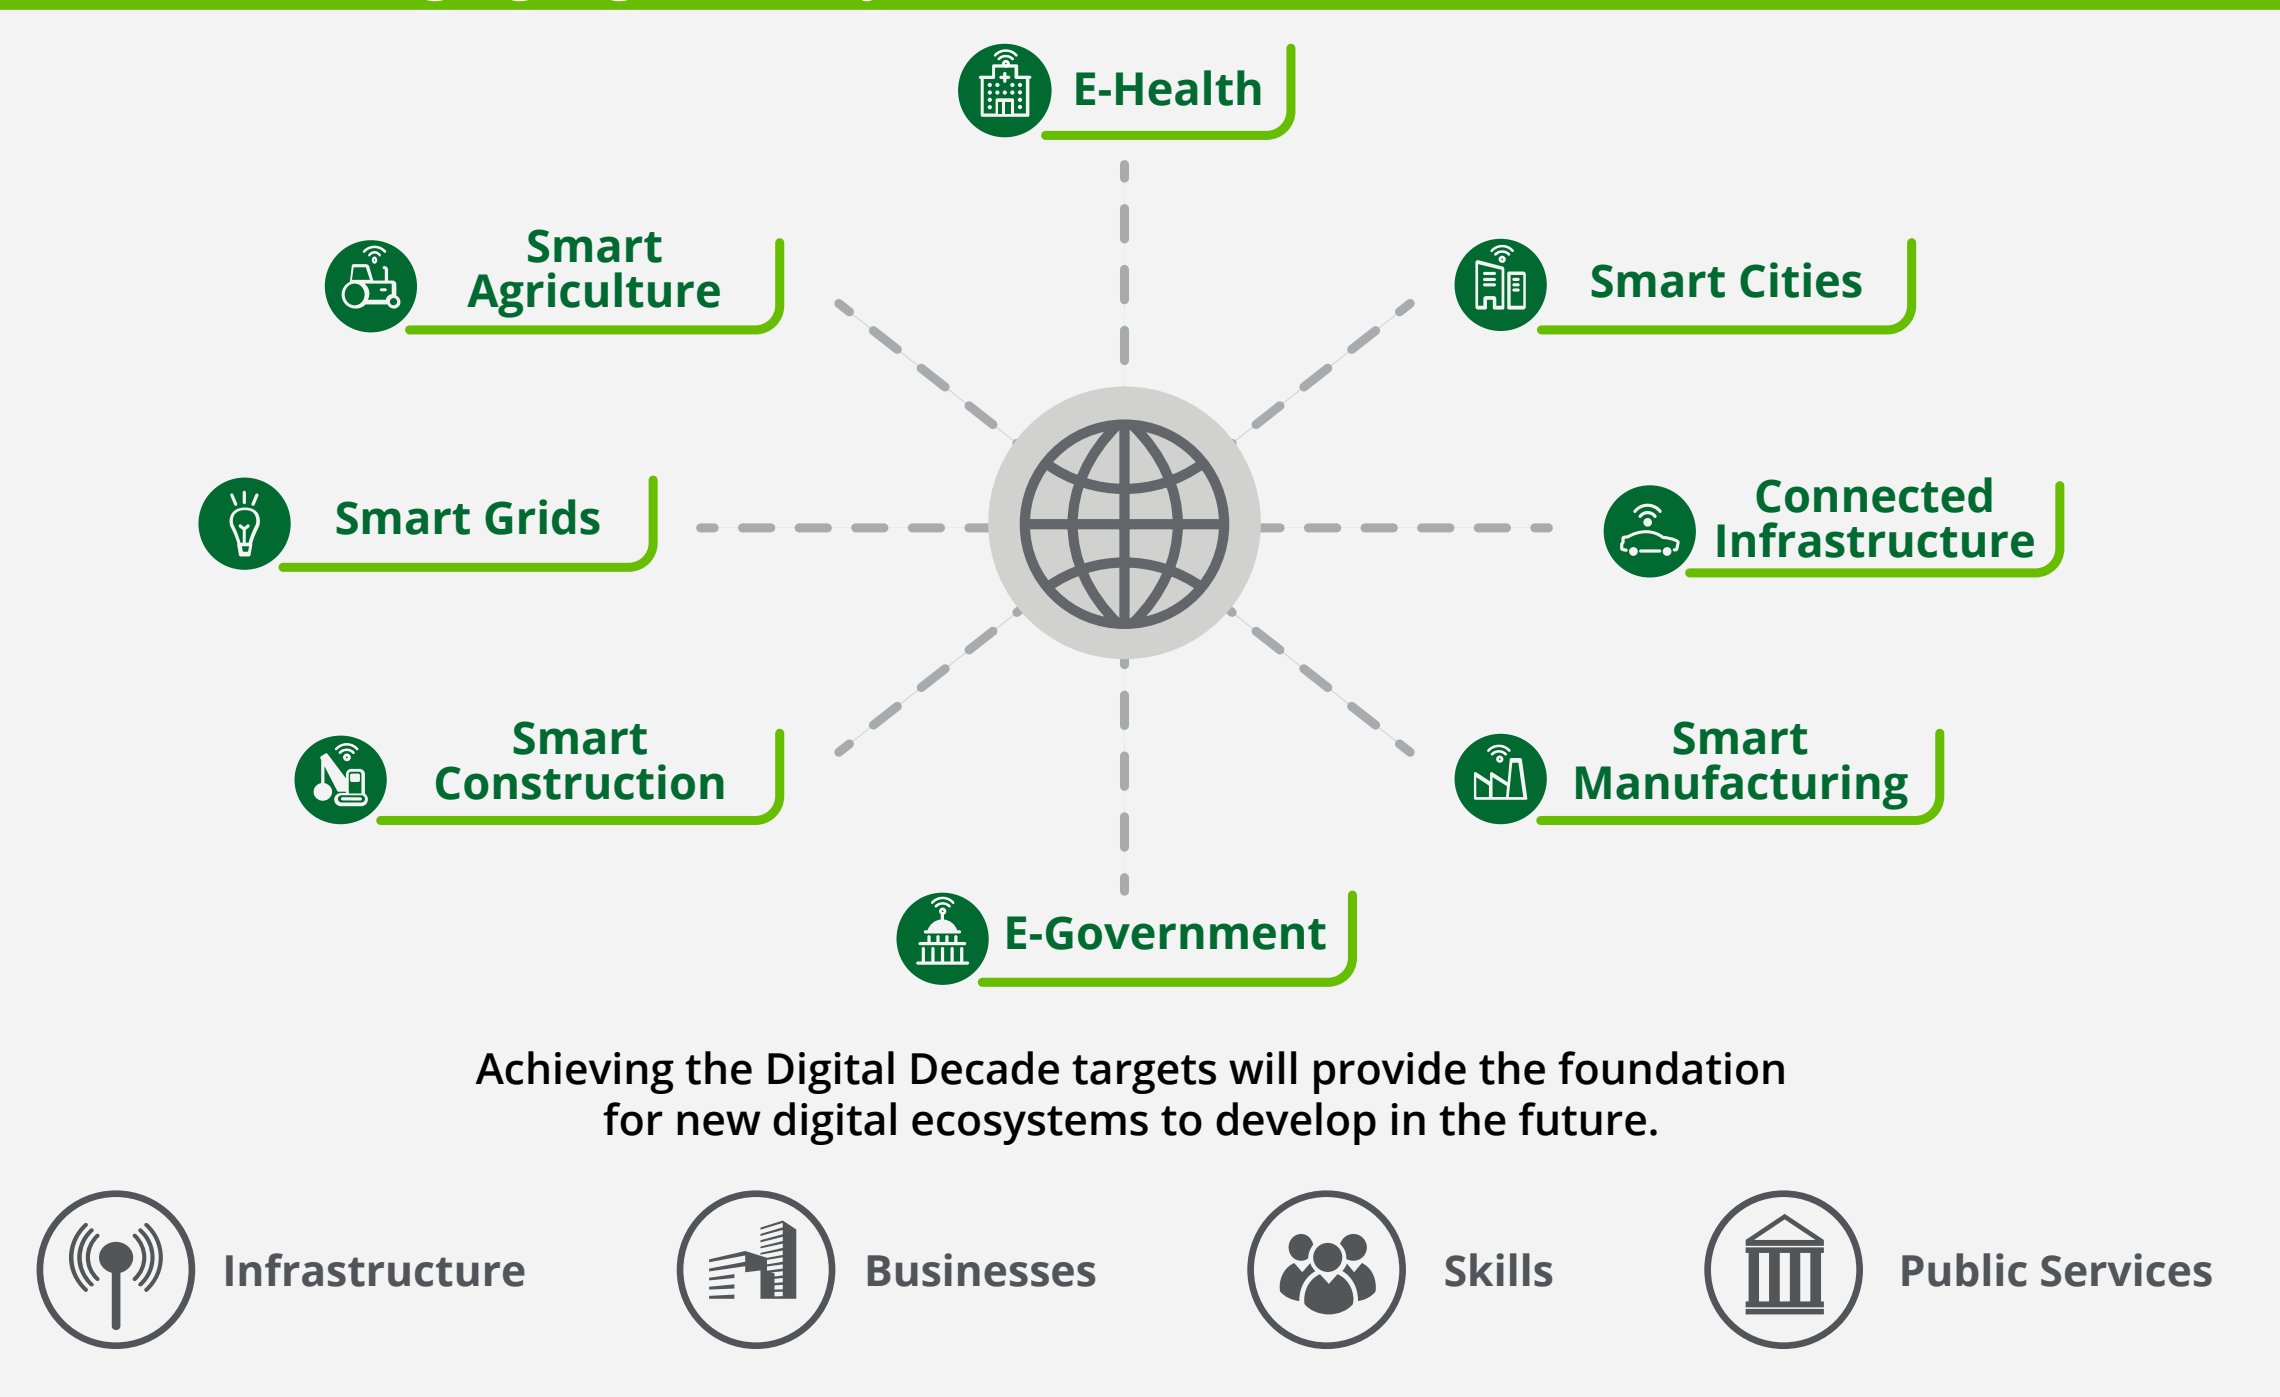 E-Health
Smart
Agriculture
Smart Cities
Smart Grids
Connected
Infrastructure
Smart
Construction
Smart
Manufacturing
E-Government
Achieving the Digital Decade targets will provide the foundation
for new digital ecosystems to develop in the future.
Infrastructure
Businesses
Skills
Public Services